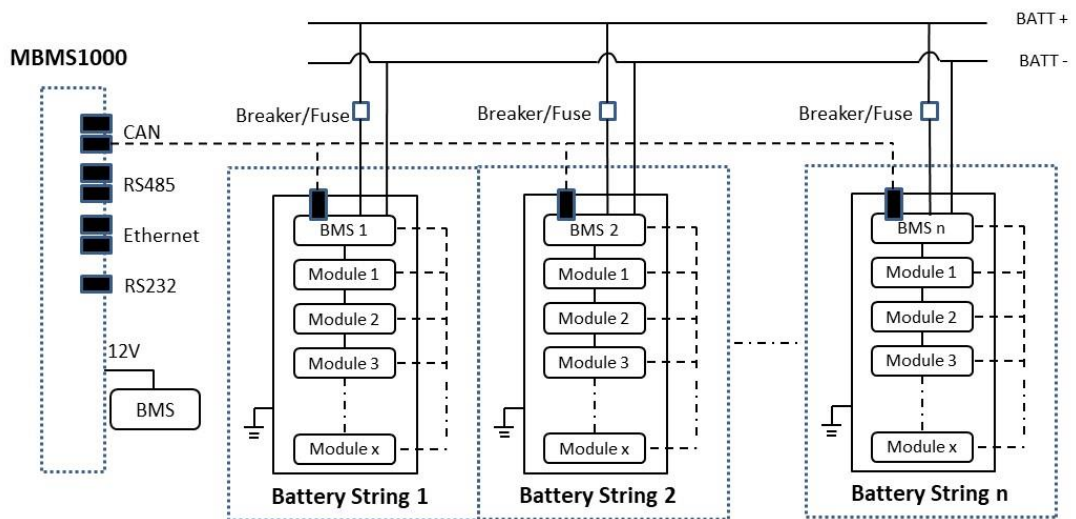 BATT +
MBMS1000
BATT -
CAN
RS485
Ethernet
RS232
12V
BMS
Breaker/Fuse
Breaker/Fuse
Breaker/Fuse
BMS 1
Module 1
Module 2
Module 3
Module x
Battery String 1
BMS 2
Module 1
Module 2
Module 3
Module x
Battery String 2
BMS n
Module 1
Module 2
Module 3
Module x
Battery String n